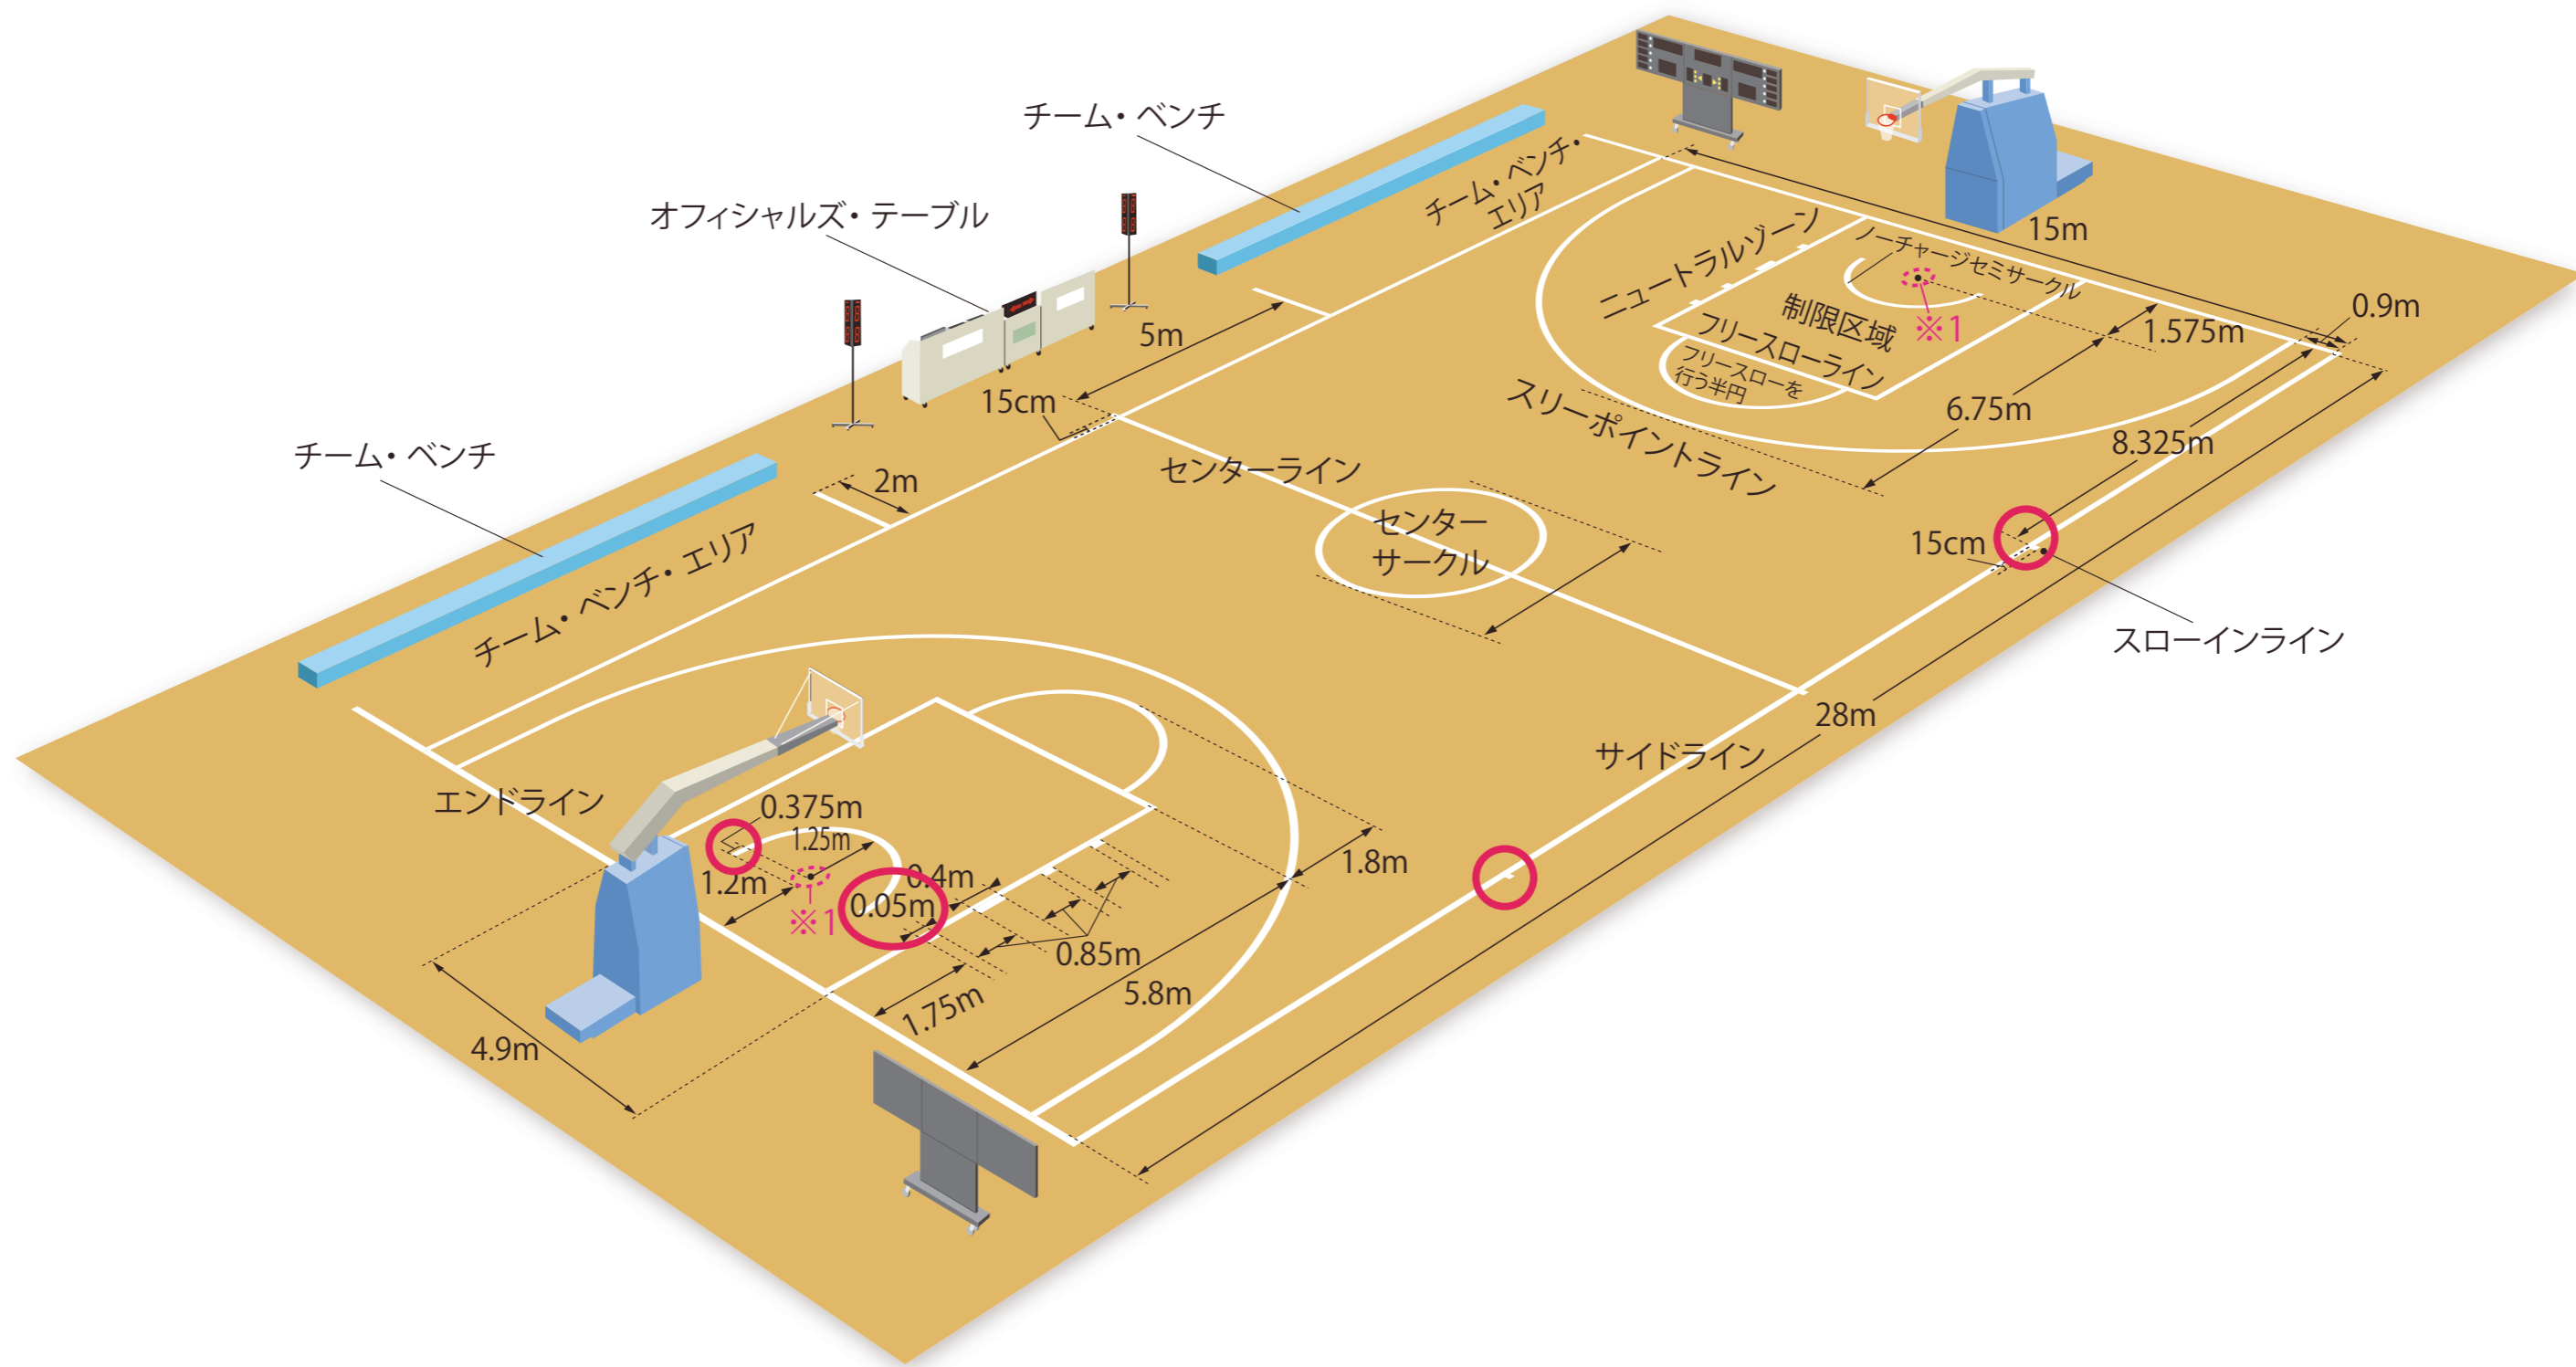 チーム・ベンチ
オフィシャルズ・テーブル
チーム・ベンチ・
エリア
15m
ニュートラルゾーン
ノーチャージセミサークル
制限区域
※1
1.575m
0.9m
フリースローライン
フリースローを
行う半円
スリーポイントライン
6.75m
8.325m
5m
15cm
チーム・ベンチ
2m
センターライン
センター
サークル
15cm
スローインライン
チーム・ベンチ・エリア
28m
サイドライン
エンドライン
0.375m
1.25m
1.2m
※1
0.4m
0.05m
1.8m
0.85m
5.8m
1.75m
4.9m